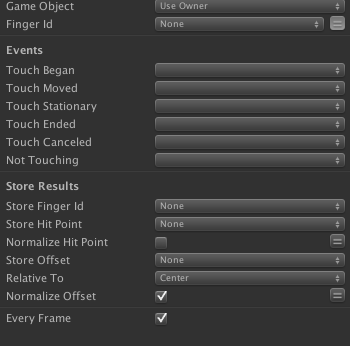 Game Object Use Owner
Finger Id None
Events
Touch Began
Touch Moved
Touch Stationary
Touch Ended
Touch Canceled
Not Touching
Store Results
Store Finger Id None
Store Hit Point None
Normalize Hit Point
Store Offset None
Relative To Center
Normalize Offset
Every Frame